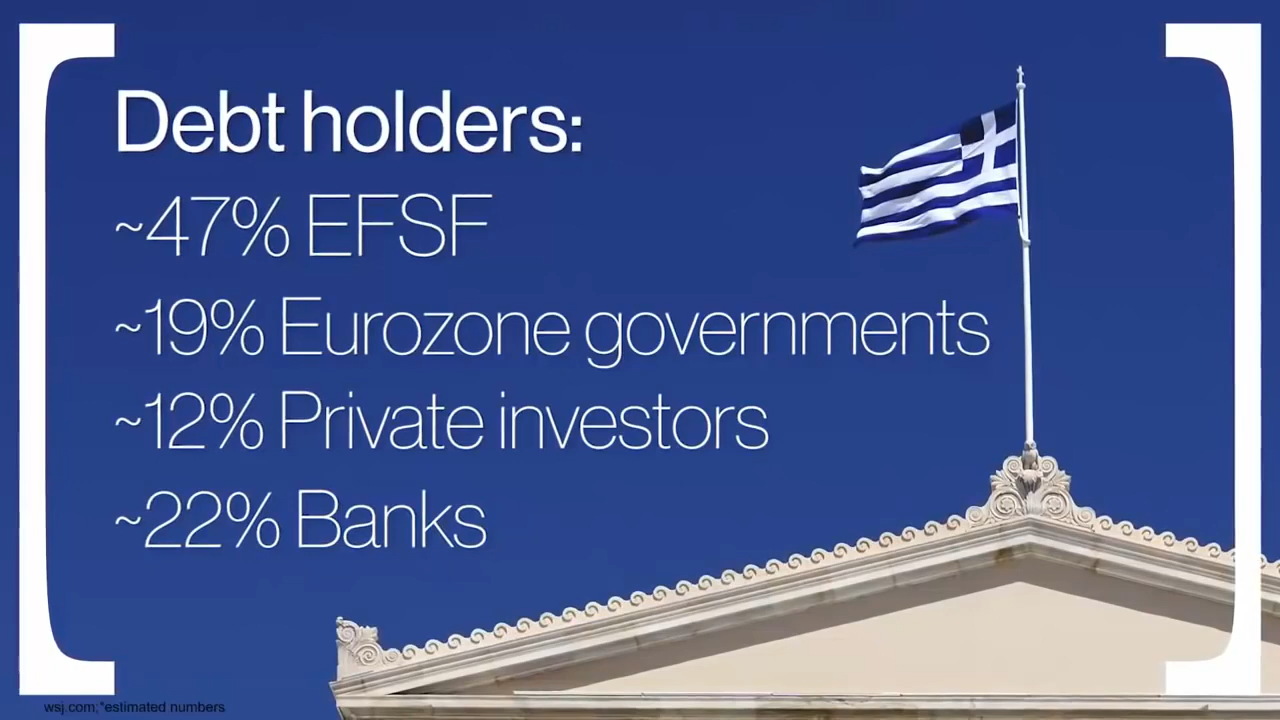 Debt holders:
~47% EFSF
~19% Eurozone governments
~12% Private investors
~22% Banks
wsj.com;*estimated numbers